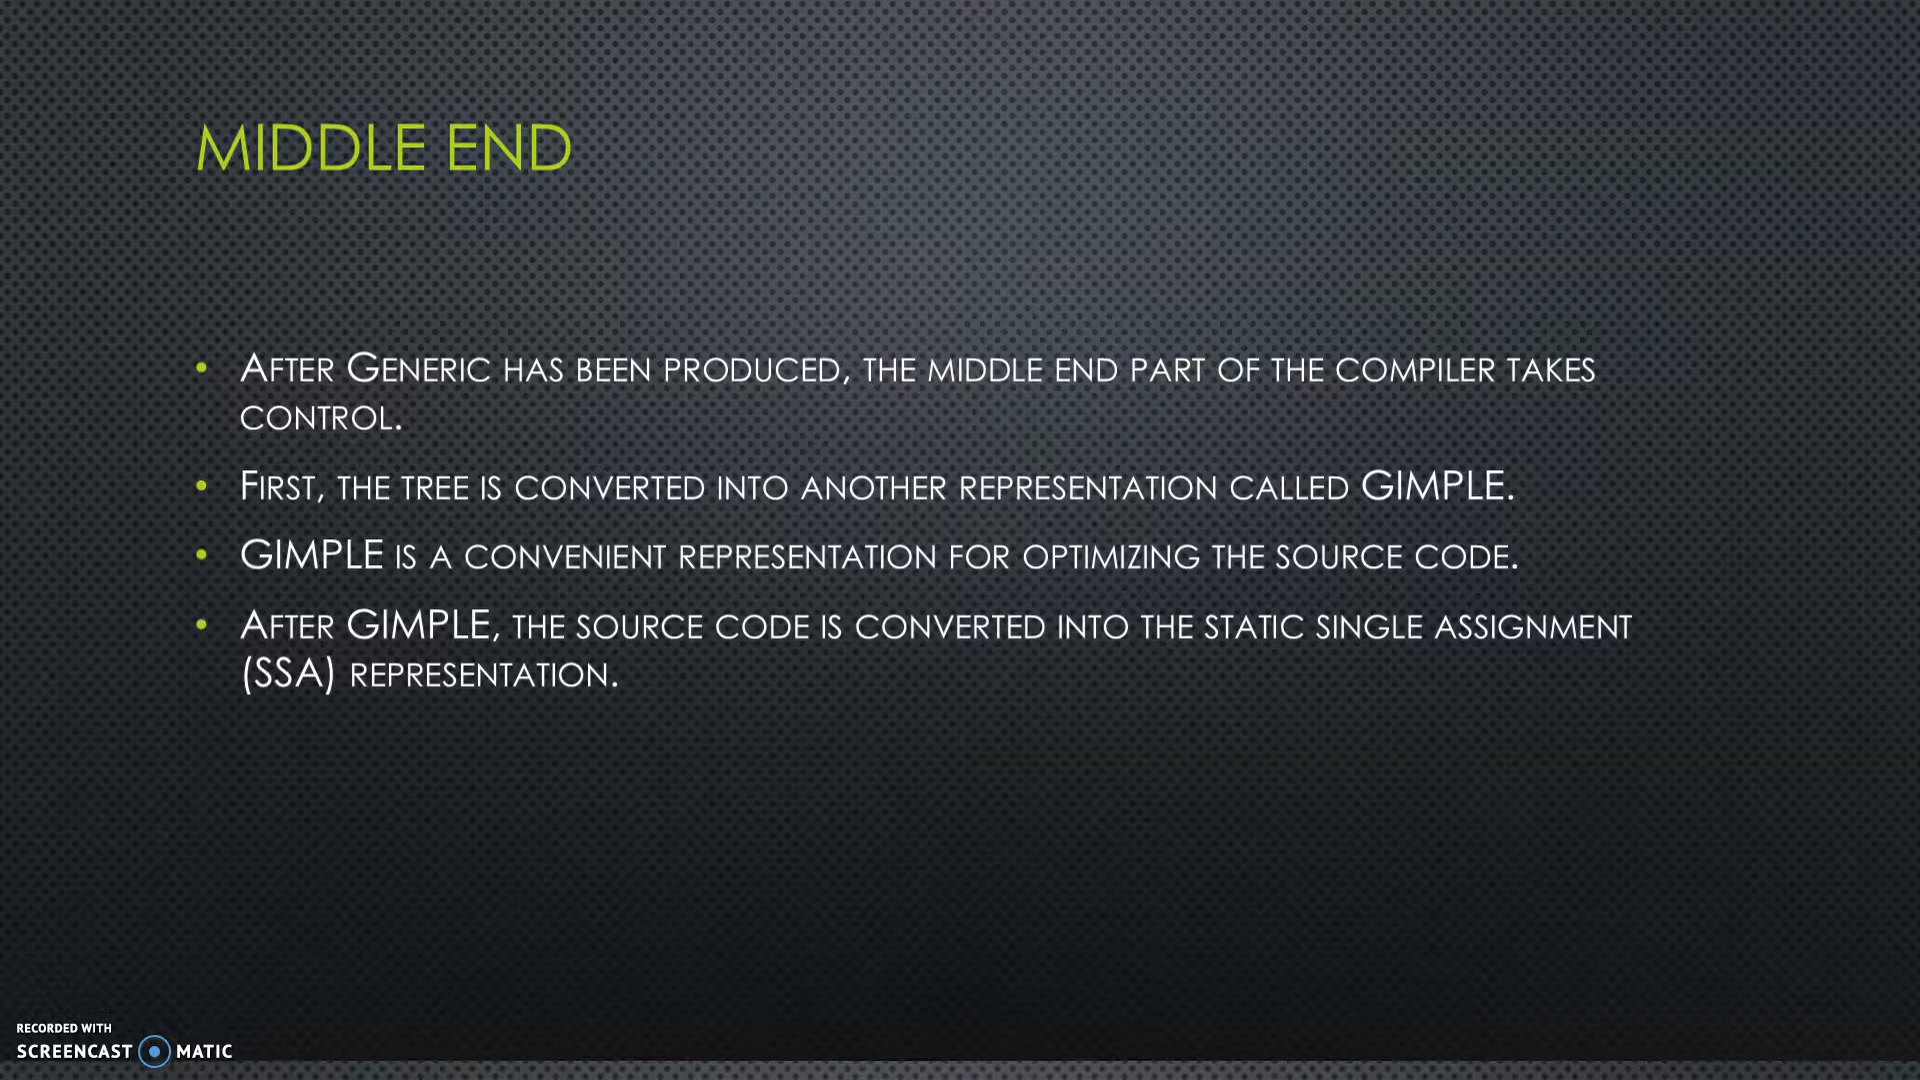 MIDDLE END
• After Generic has been produced, the middle end part of the compiler takes
control.
• First, the tree is converted into another representation called GIMPLE.
• GIMPLE is a convenient representation for optimizing the source code.
• After GIMPLE, the source code is converted into the static single assignment
(SSA) representation.
RECORDED WITH
SCREENCAST MATIC